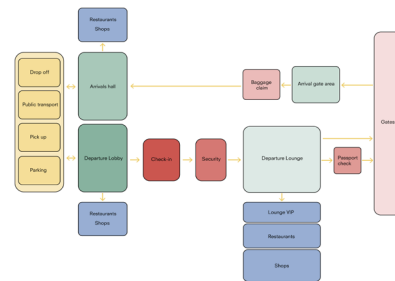 Restaurants
Shops
Drop off
Public transport
Pick up
Parking
Arrivals hall
Baggage
claim
Arrival gate area
Gates
Departure Lobby
Check-in
Security
Departure Lounge
Passport
check
Restaurants
Shops
Lounge VIP
Restaurants
Shops